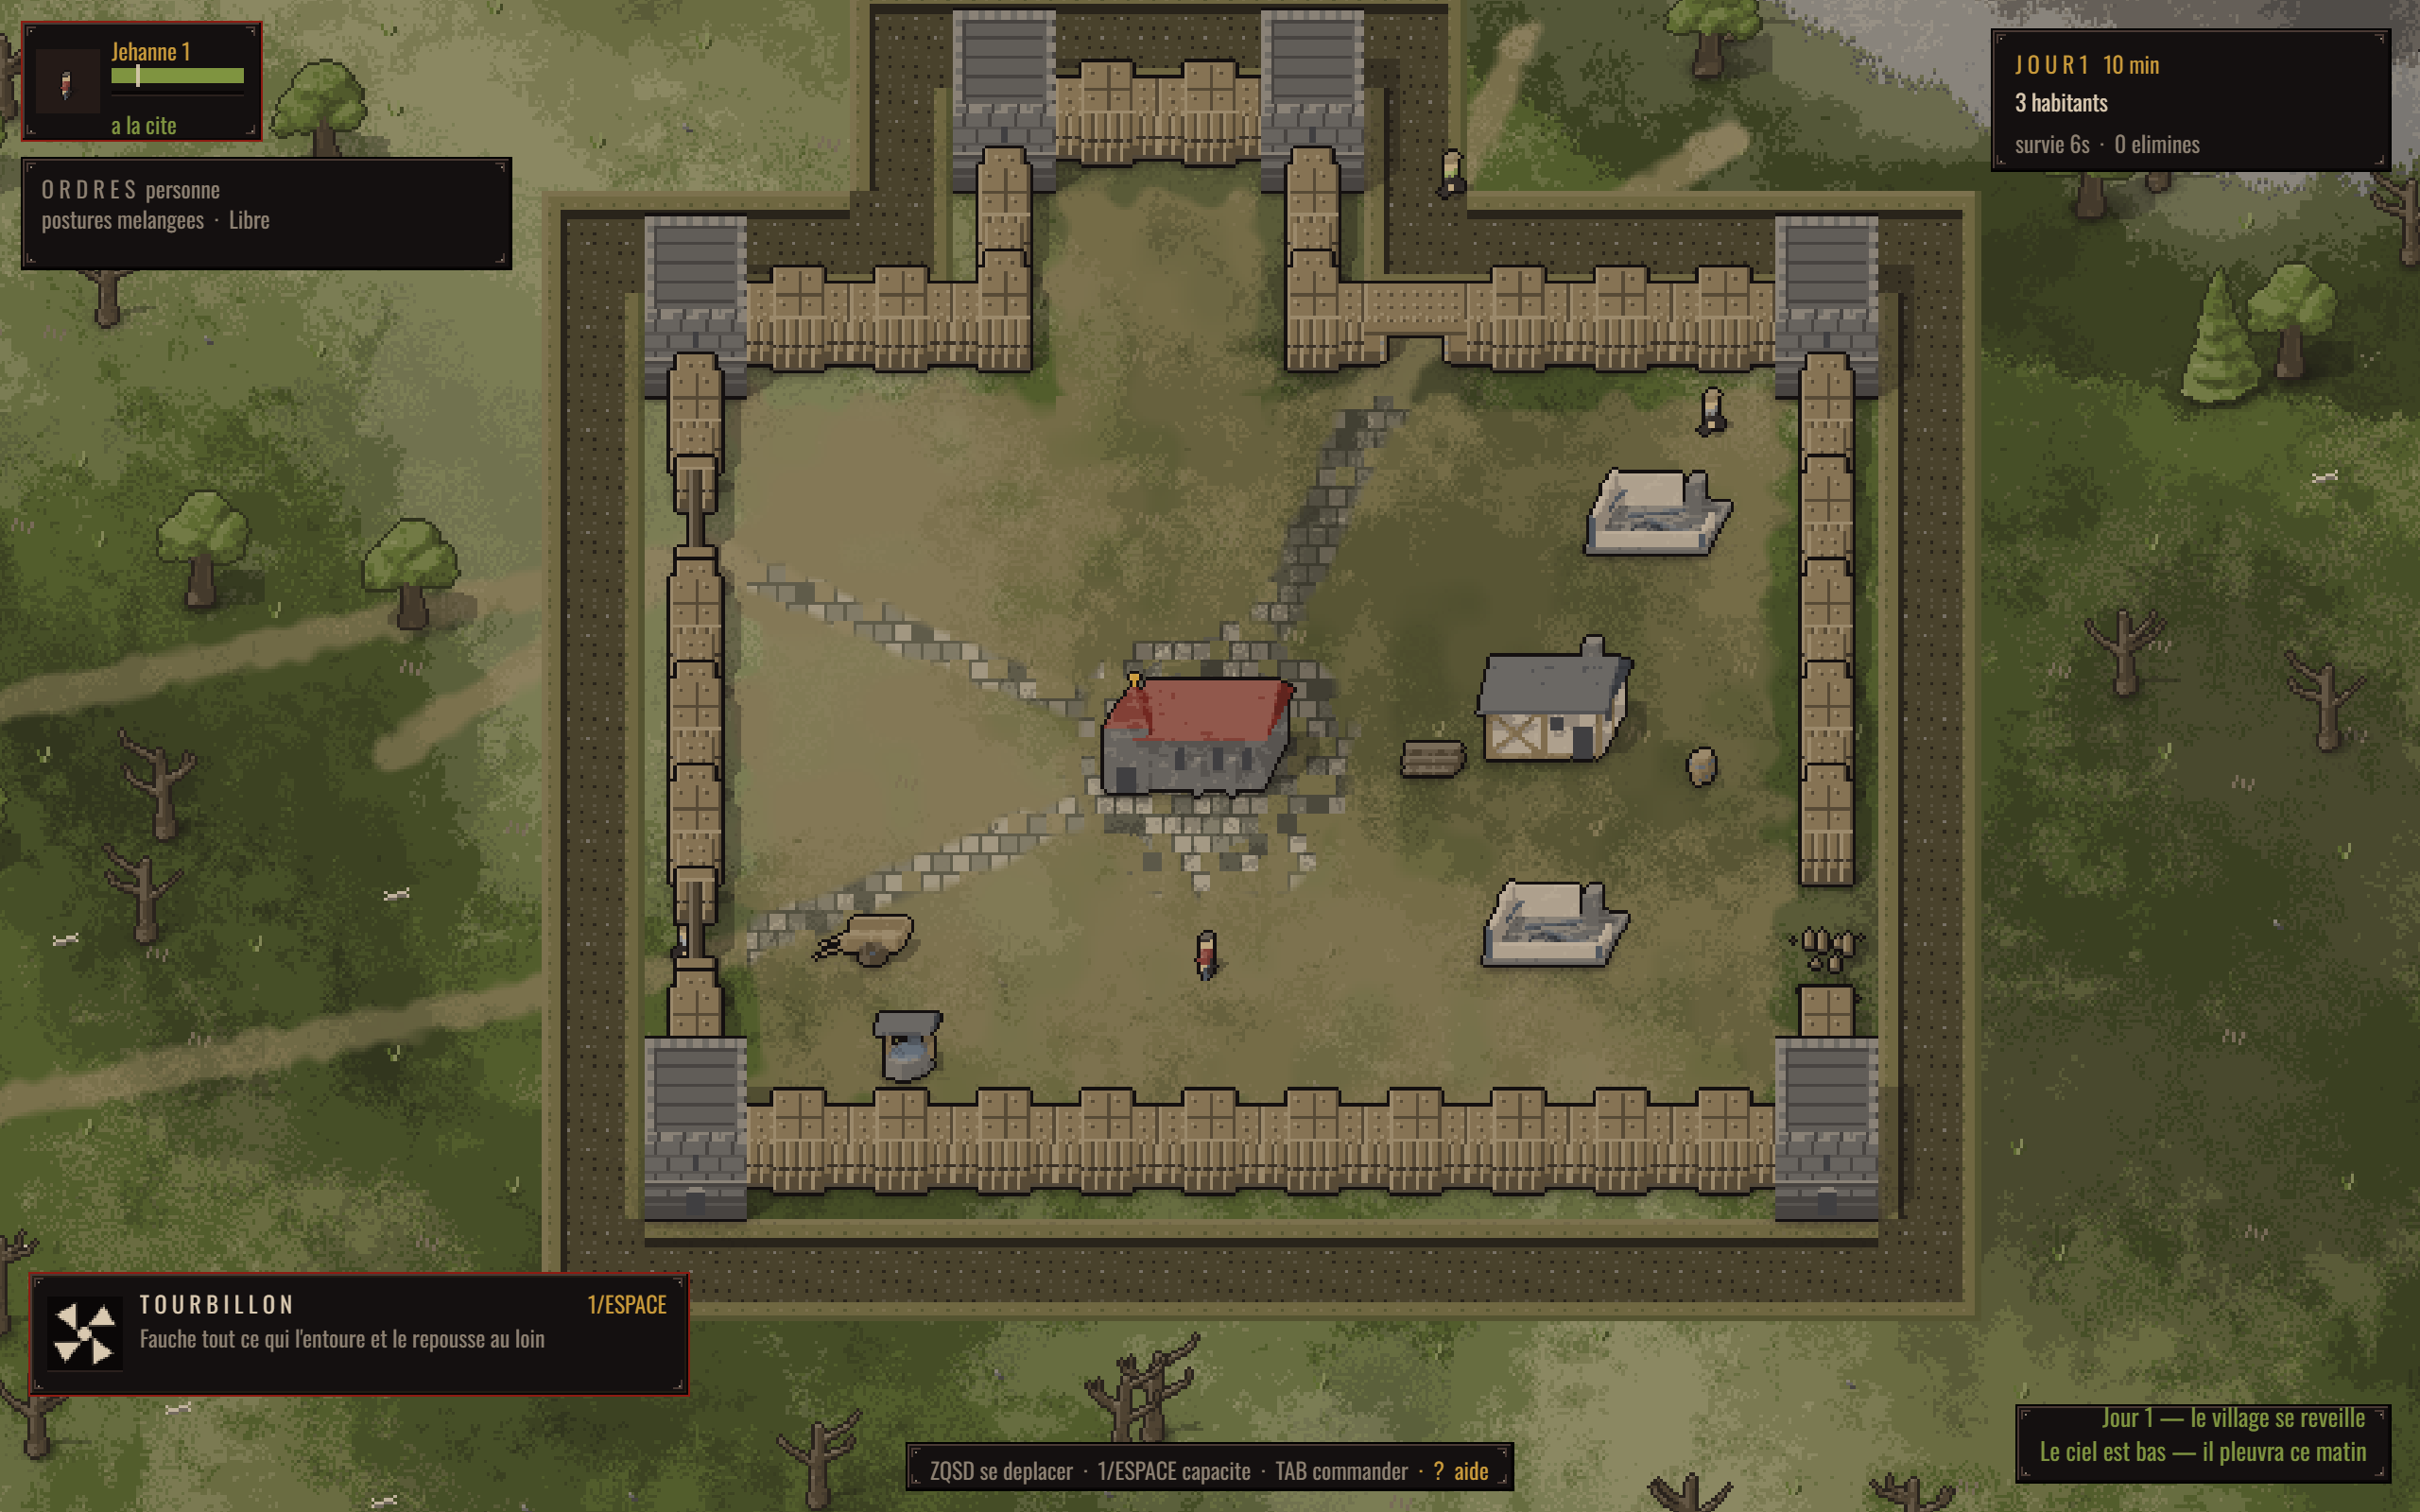 Jehanne 1
a la cite
ORDRES personne
postures melangees · Libre
JOUR 1 10 min
3 habitants
survie 6s · 0 elimines
TOURBILLON 1/ESPACE
Fauche tout ce qui l'entoure et le repousse au loin
ZQSD se deplacer · 1/ESPACE capacite · TAB commander · ? aide
Jour 1 — le village se reveille
Le ciel est bas — il pleuvra ce matin